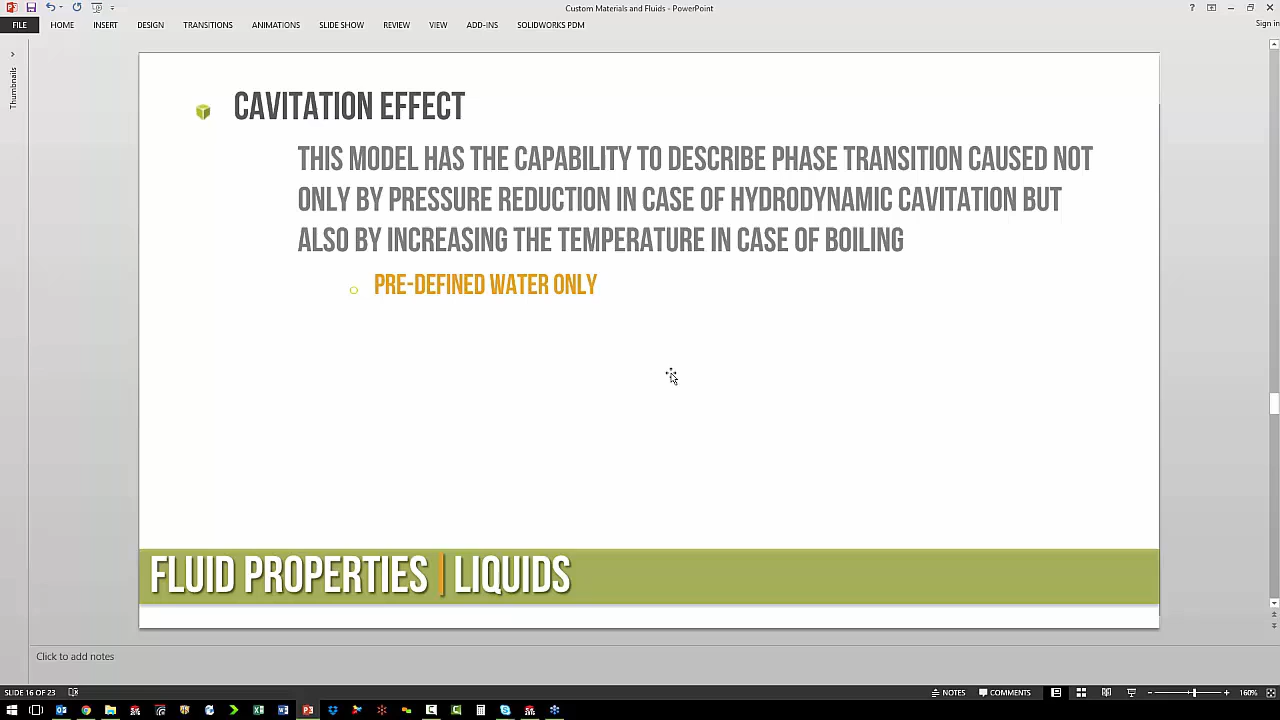 Custom Materials and Fluids - PowerPoint
FILE HOME INSERT DESIGN TRANSITIONS ANIMATIONS SLIDE SHOW REVIEW VIEW ADD-INS SOLIDWORKS PDM
Sign in
Thumbnails
CAVITATION EFFECT
THIS MODEL HAS THE CAPABILITY TO DESCRIBE PHASE TRANSITION CAUSED NOT
ONLY BY PRESSURE REDUCTION IN CASE OF HYDRODYNAMIC CAVITATION BUT
ALSO BY INCREASING THE TEMPERATURE IN CASE OF BOILING
PRE-DEFINED WATER ONLY
FLUID PROPERTIES | LIQUIDS
Click to add notes
SLIDE 16 OF 23
NOTES COMMENTS 160%